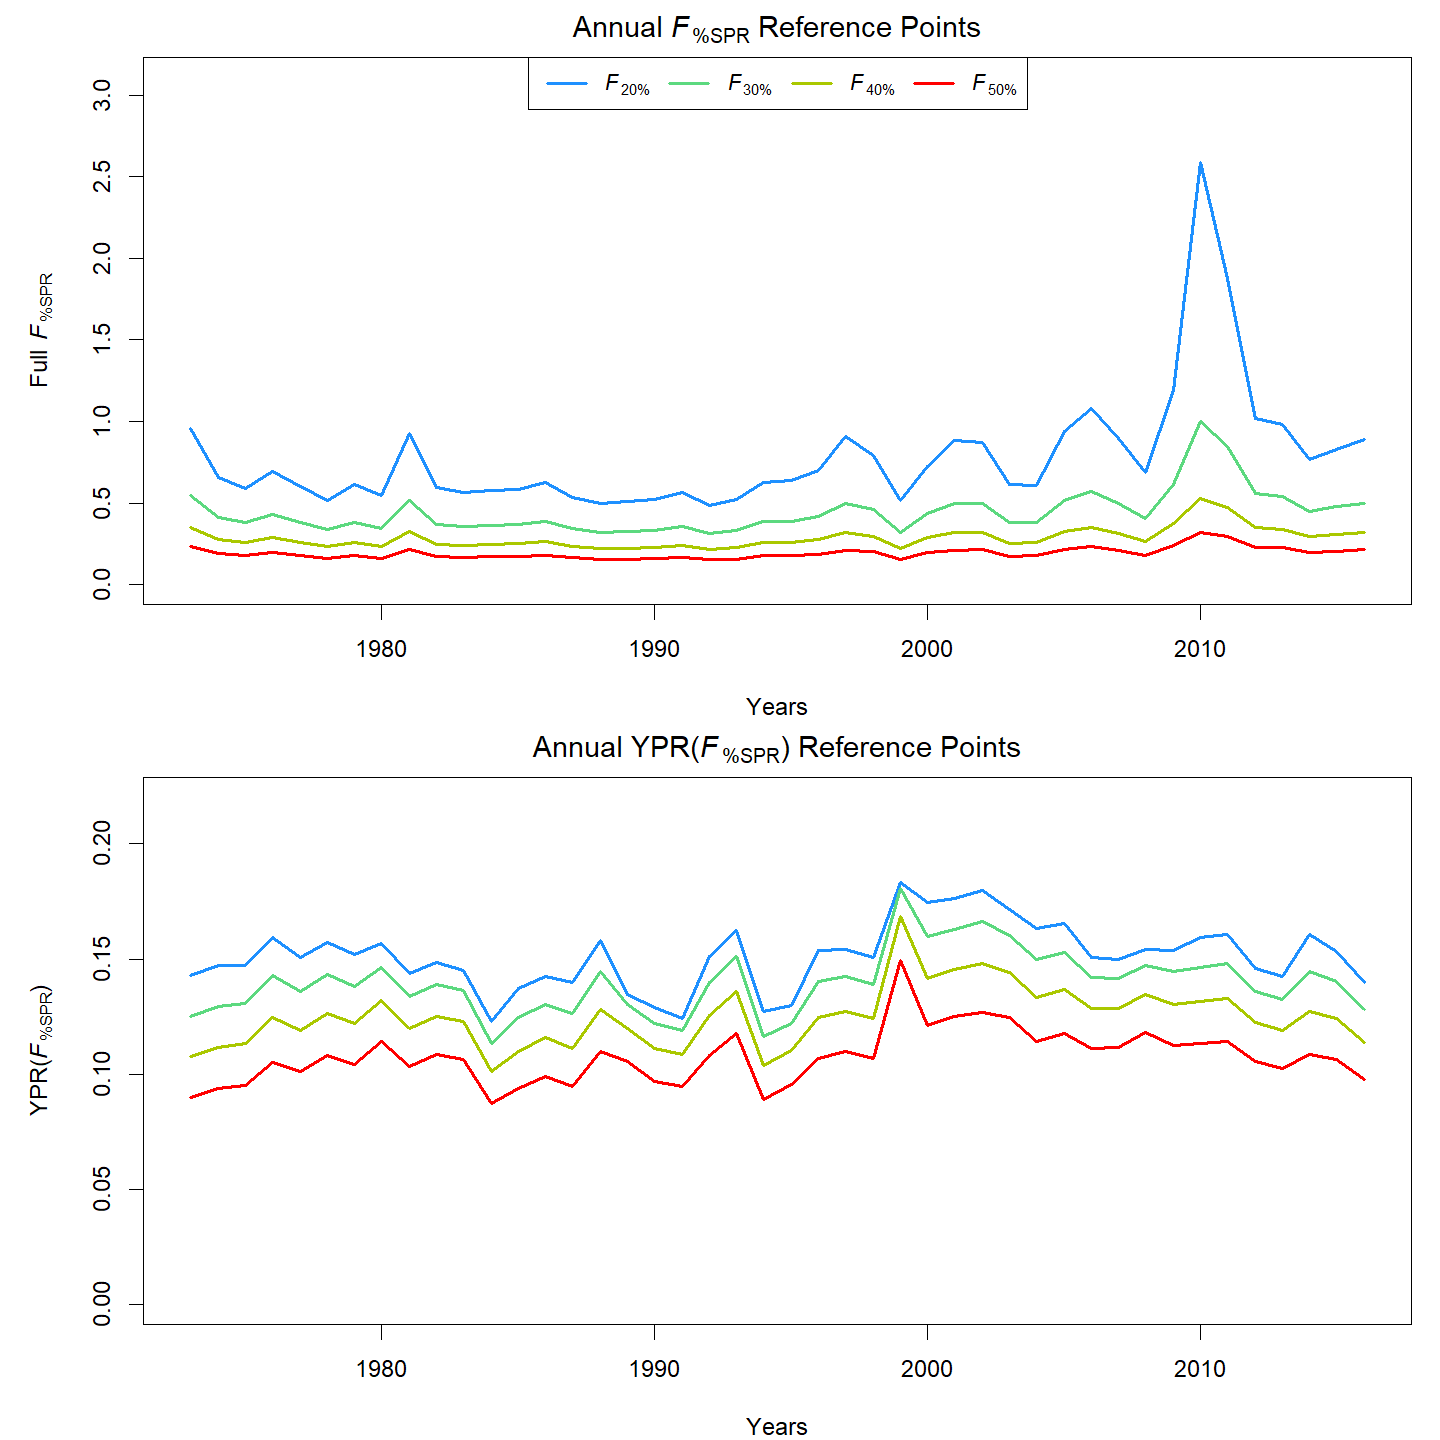 Annual F%SPR Reference Points
F20% F30% F40% F50%
Full F%SPR
3.0
2.5
2.0
1.5
1.0
0.5
0.0
1980 1990 2000 2010
Years
Annual YPR(F%SPR) Reference Points
YPR(F%SPR)
0.20
0.15
0.10
0.05
0.00
1980 1990 2000 2010
Years